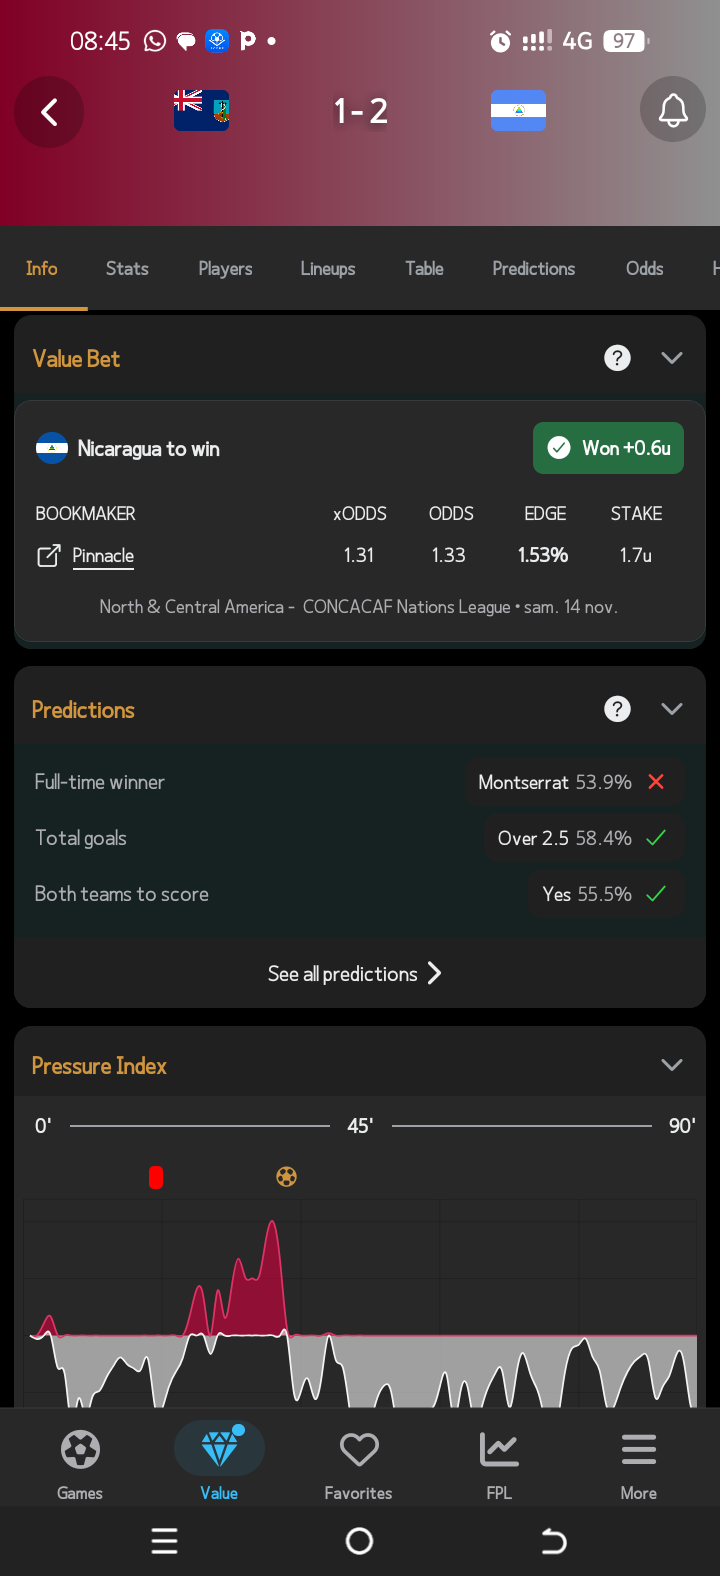 08:45 4G 97
1 - 2
Info Stats Players Lineups Table Predictions Odds H
Value Bet ?
Nicaragua to win Won +0.6u
BOOKMAKER xODDS ODDS EDGE STAKE
Pinnacle 1.31 1.33 1.53% 1.7u
North & Central America - CONCACAF Nations League • sam. 14 nov.
Predictions ?
Full-time winner Montserrat 53.9%
Total goals Over 2.5 58.4%
Both teams to score Yes 55.5%
See all predictions
Pressure Index
0' 45' 90'
Games Value Favorites FPL More